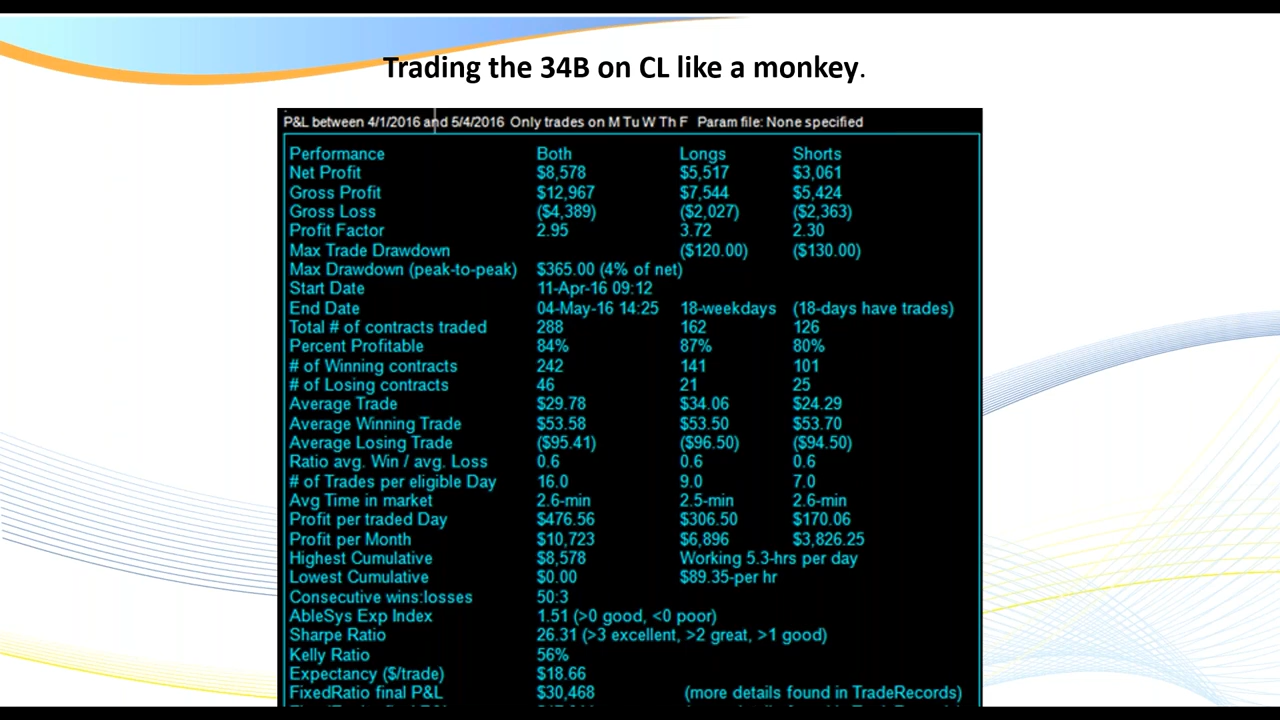 Trading the 34B on CL like a monkey.
P&L between 4/1/2016 and 5/4/2016 Only trades on M Tu W Th F Param file: None specified
Performance Both Longs Shorts
Net Profit $8,578 $5,517 $3,061
Gross Profit $12,967 $7,544 $5,424
Gross Loss ($4,389) ($2,027) ($2,363)
Profit Factor 2.95 3.72 2.30
Max Trade Drawdown ($120.00) ($130.00)
Max Drawdown (peak-to-peak) $365.00 (4% of net)
Start Date 11-Apr-16 09:12
End Date 04-May-16 14:25 18-weekdays (18-days have trades)
Total # of contracts traded 288 162 126
Percent Profitable 84% 87% 80%
# of Winning contracts 242 141 101
# of Losing contracts 46 21 25
Average Trade $29.78 $34.06 $24.29
Average Winning Trade $53.58 $53.50 $53.70
Average Losing Trade ($95.41) ($96.50) ($94.50)
Ratio avg. Win / avg. Loss 0.6 0.6 0.6
# of Trades per eligible Day 16.0 9.0 7.0
Avg Time in market 2.6-min 2.5-min 2.6-min
Profit per traded Day $476.56 $306.50 $170.06
Profit per Month $10,723 $6,896 $3,826.25
Highest Cumulative $8,578 Working 5.3-hrs per day
Lowest Cumulative $0.00 $89.35-per hr
Consecutive wins:losses 50:3
AbleSys Exp Index 1.51 (>0 good, <0 poor)
Sharpe Ratio 26.31 (>3 excellent, >2 great, >1 good)
Kelly Ratio 56%
Expectancy ($/trade) $18.66
FixedRatio final P&L $30,468 (more details found in TradeRecords)